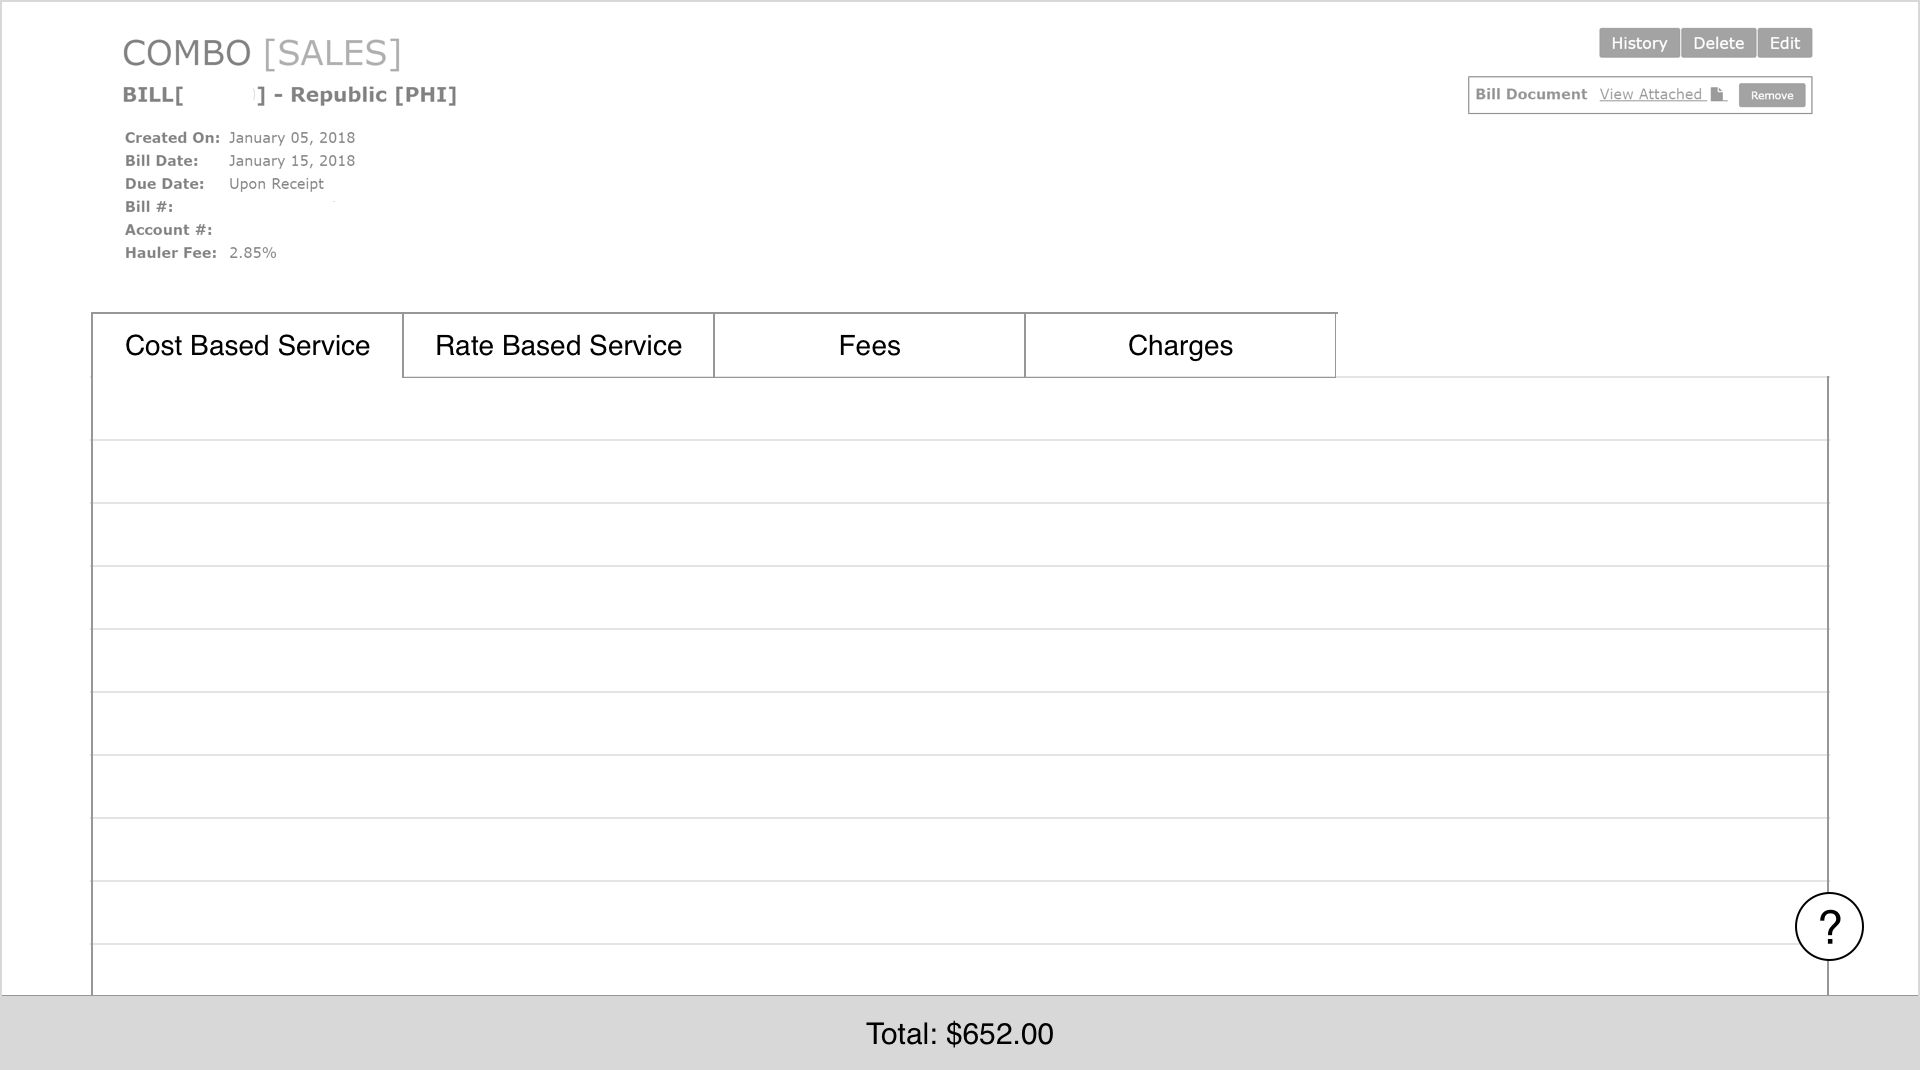 COMBO [SALES]
BILL[ ] - Republic [PHI]
Created On: January 05, 2018
Bill Date: January 15, 2018
Due Date: Upon Receipt
Bill #:
Account #:
Hauler Fee: 2.85%
History Delete Edit
Bill Document View Attached Remove
Cost Based Service Rate Based Service Fees Charges
?
Total: $652.00